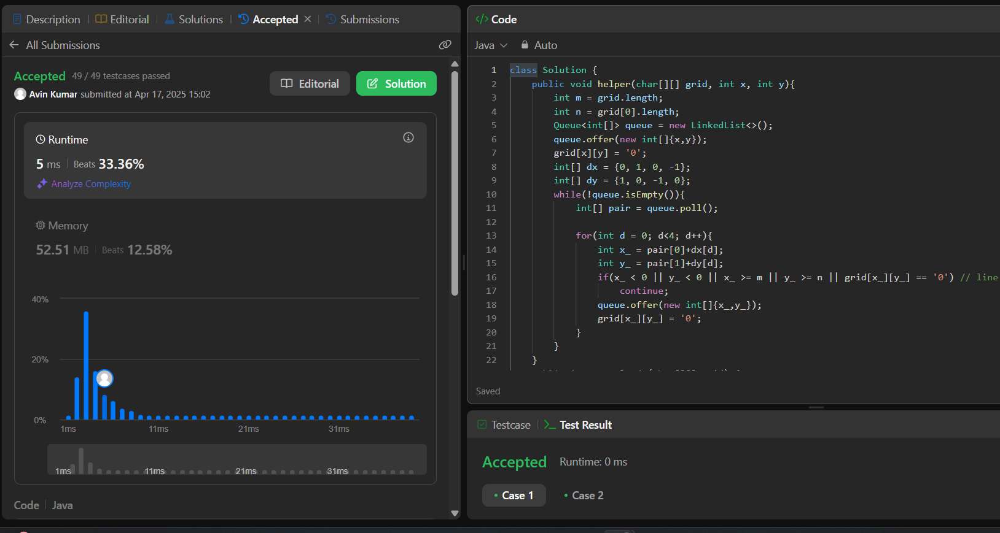 Description | Editorial | Solutions | Accepted × | Submissions
All Submissions
Accepted 49 / 49 testcases passed
Avin Kumar submitted at Apr 17, 2025 15:02
Editorial
Solution
Runtime
5 ms | Beats 33.36%
Analyze Complexity
Memory
52.51 MB | Beats 12.58%
40%
20%
0%
1ms 11ms 21ms 31ms
1ms 11ms 21ms 31ms
Code | Java
</> Code
Java Auto
1 class Solution {
2 public void helper(char[][] grid, int x, int y){
3 int m = grid.length;
4 int n = grid[0].length;
5 Queue<int[]> queue = new LinkedList<>();
6 queue.offer(new int[]{x,y});
7 grid[x][y] = '0';
8 int[] dx = {0, 1, 0, -1};
9 int[] dy = {1, 0, -1, 0};
10 while(!queue.isEmpty()){
11 int[] pair = queue.poll();
12
13 for(int d = 0; d<4; d++){
14 int x_ = pair[0]+dx[d];
15 int y_ = pair[1]+dy[d];
16 if(x_ < 0 || y_ < 0 || x_ >= m || y_ >= n || grid[x_][y_] == '0') // line
17 continue;
18 queue.offer(new int[]{x_,y_});
19 grid[x_][y_] = '0';
20 }
21 }
22 }
Saved
Testcase | Test Result
Accepted Runtime: 0 ms
Case 1 Case 2